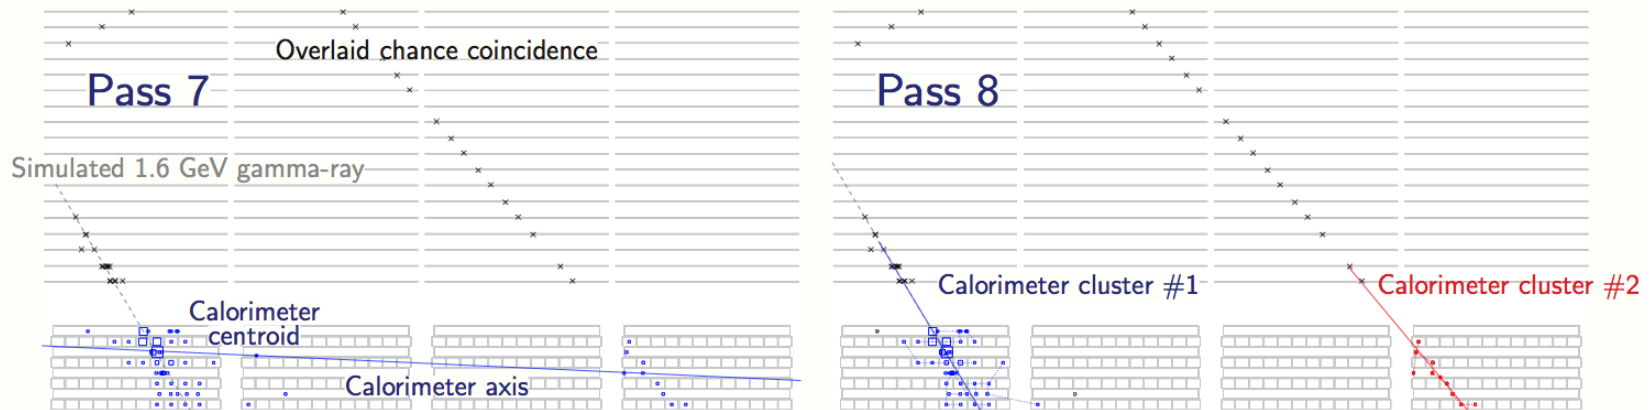 Overlaid chance coincidence
Pass 7
Simulated 1.6 GeV gamma-ray
Calorimeter
centroid
Calorimeter axis
Pass 8
Calorimeter cluster #1
Calorimeter cluster #2